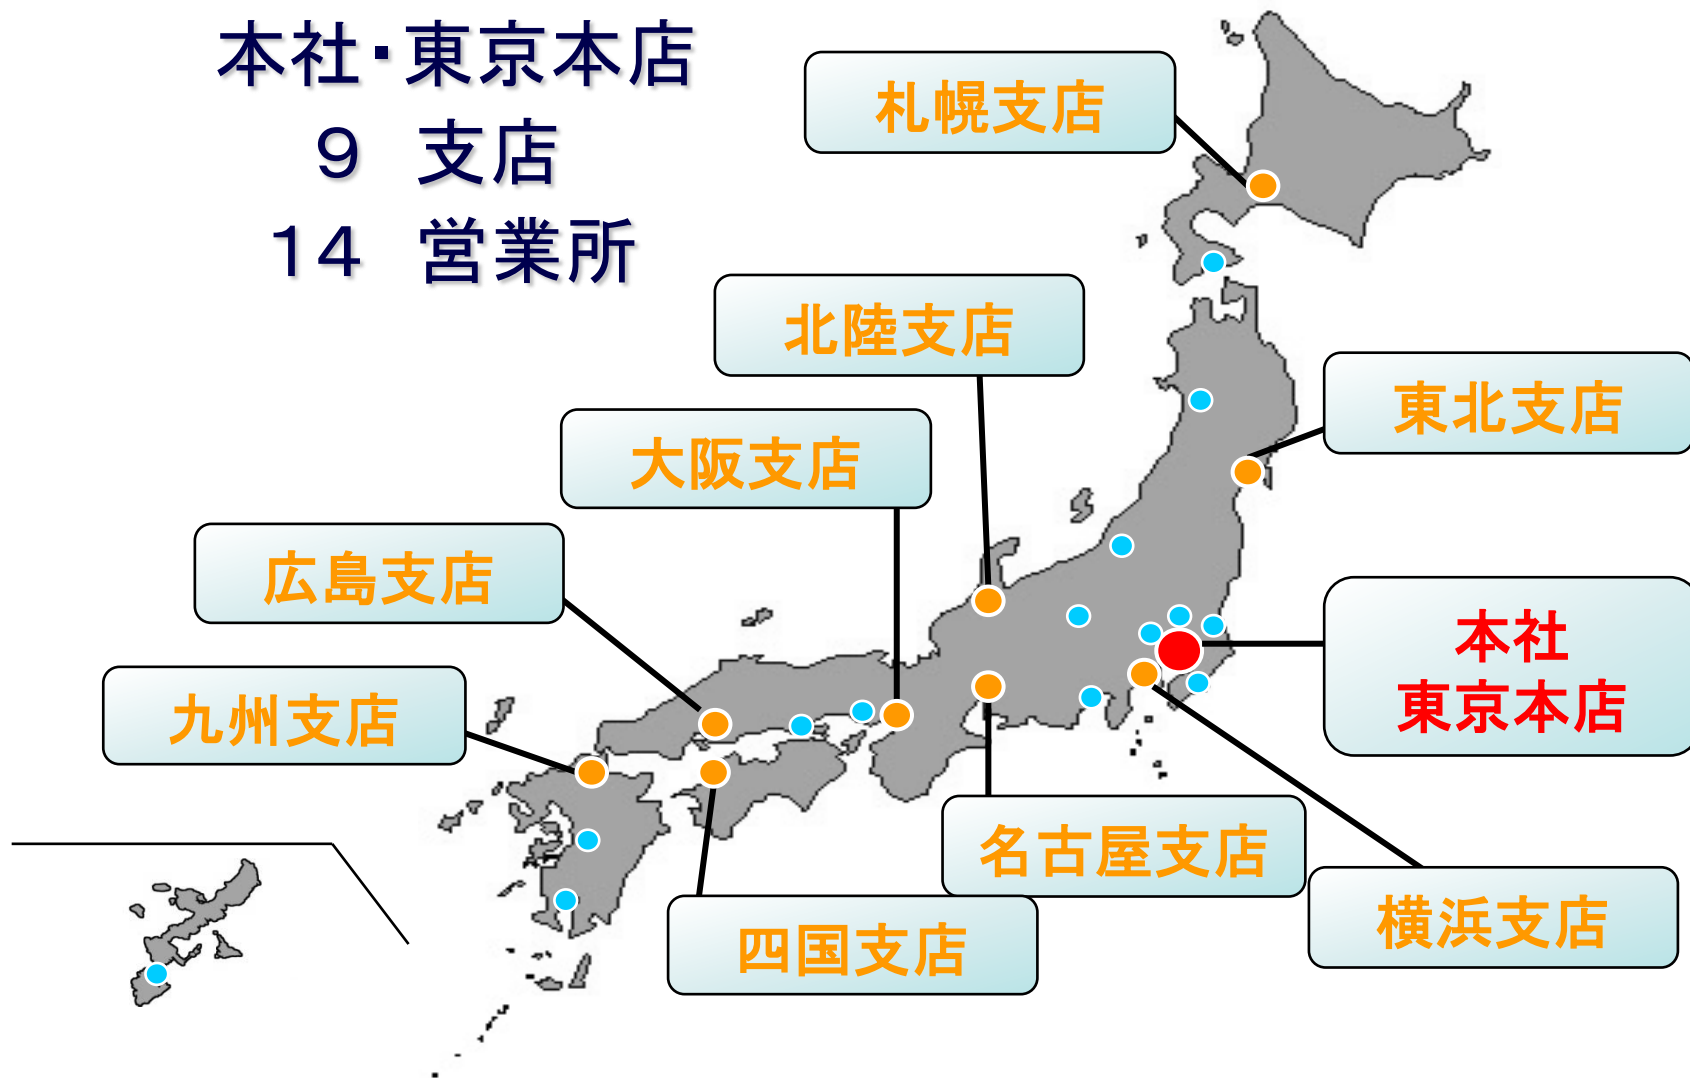 本社・東京本店
９　支店
１４　営業所
札幌支店
北陸支店
東北支店
大阪支店
広島支店
本社
東京本店
九州支店
名古屋支店
横浜支店
四国支店